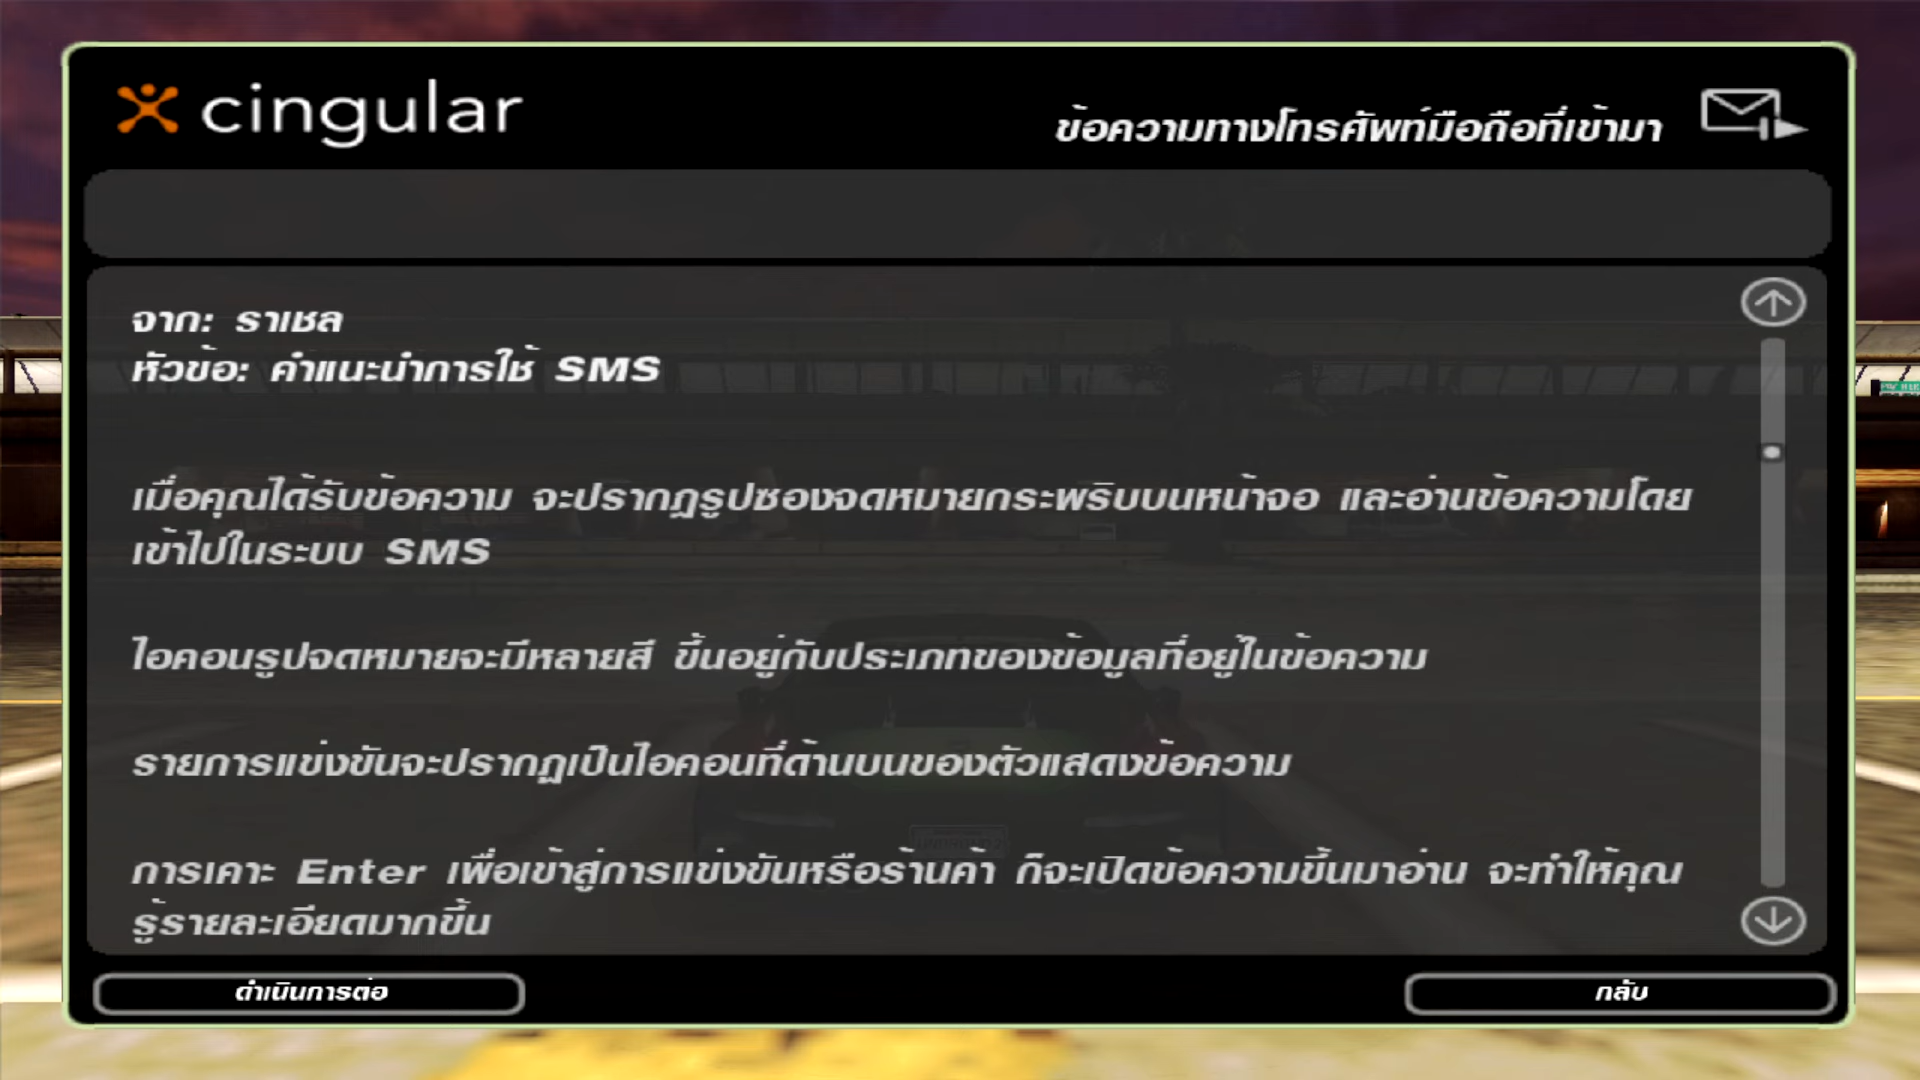 cingular
ข้อความทางโทรศัพท์มือถือที่เข้ามา
จาก: ราเชล
หัวข้อ: คำแนะนำการใช้ SMS
เมื่อคุณได้รับข้อความ จะปรากฏรูปซองจดหมายกระพริบบนหน้าจอ และอ่านข้อความโดย
เข้าไปในระบบ SMS
ไอคอนรูปจดหมายจะมีหลายสี ขึ้นอยู่กับประเภทของข้อมูลที่อยู่ในข้อความ
รายการแข่งขันจะปรากฏเป็นไอคอนที่ด้านบนของตัวแสดงข้อความ
การเคาะ Enter เพื่อเข้าสู่การแข่งขันหรือร้านค้า ก็จะเปิดข้อความขึ้นมาอ่าน จะทำให้คุณ
รู้รายละเอียดมากขึ้น
ดำเนินการต่อ
กลับ